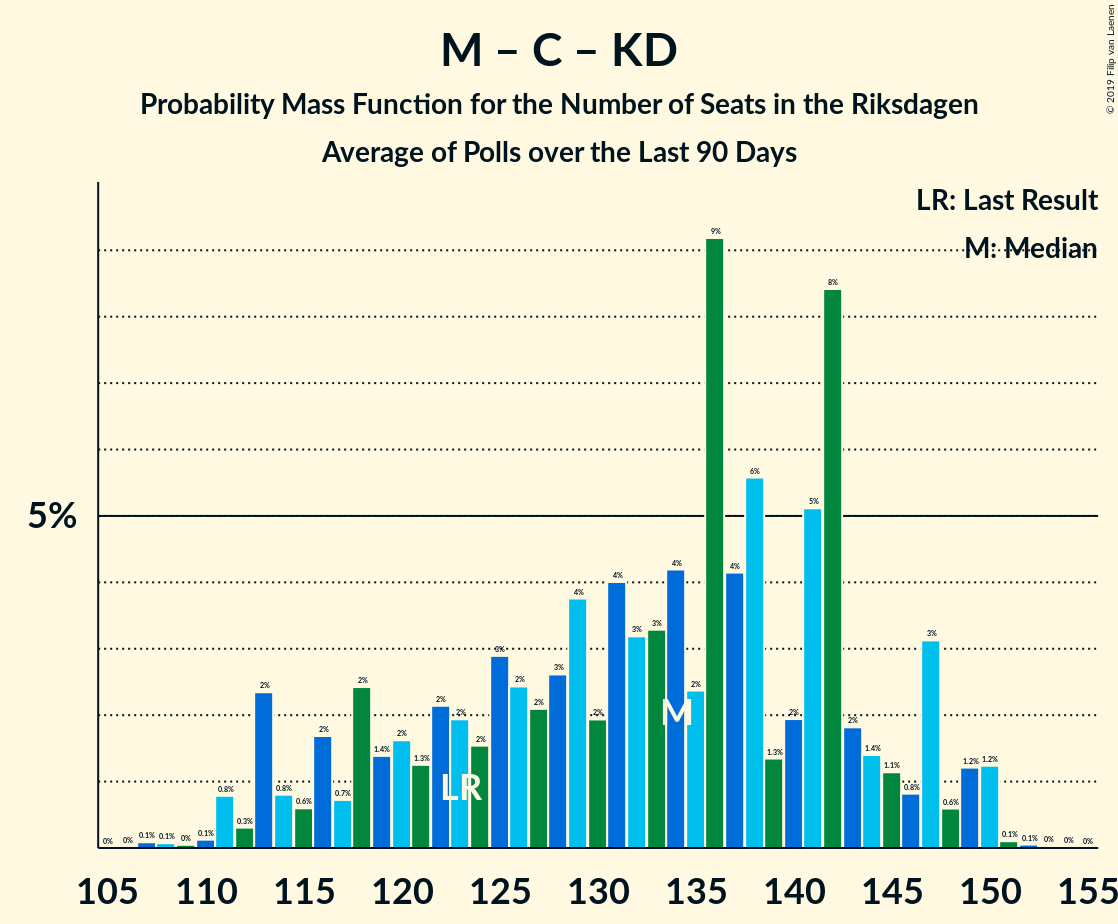 M – C – KD
Probability Mass Function for the Number of Seats in the Riksdagen
Average of Polls over the Last 90 Days
© 2019 Filip van Laenen
LR: Last Result
M: Median
5%
0% 0% 0.1% 0.1% 0% 0.1% 0.8% 0.3% 2% 0.8% 0.6% 2% 0.7% 2% 1.4% 2% 1.3% 2% 2% 2% 3% 2% 2% 3% 4% 2% 4% 3% 3% 4% 2% 9% 4% 6% 1.3% 2% 5% 8% 2% 1.4% 1.1% 0.8% 3% 0.6% 1.2% 1.2% 0.1% 0.1% 0% 0% 0%
M
LR
105 110 115 120 125 130 135 140 145 150 155